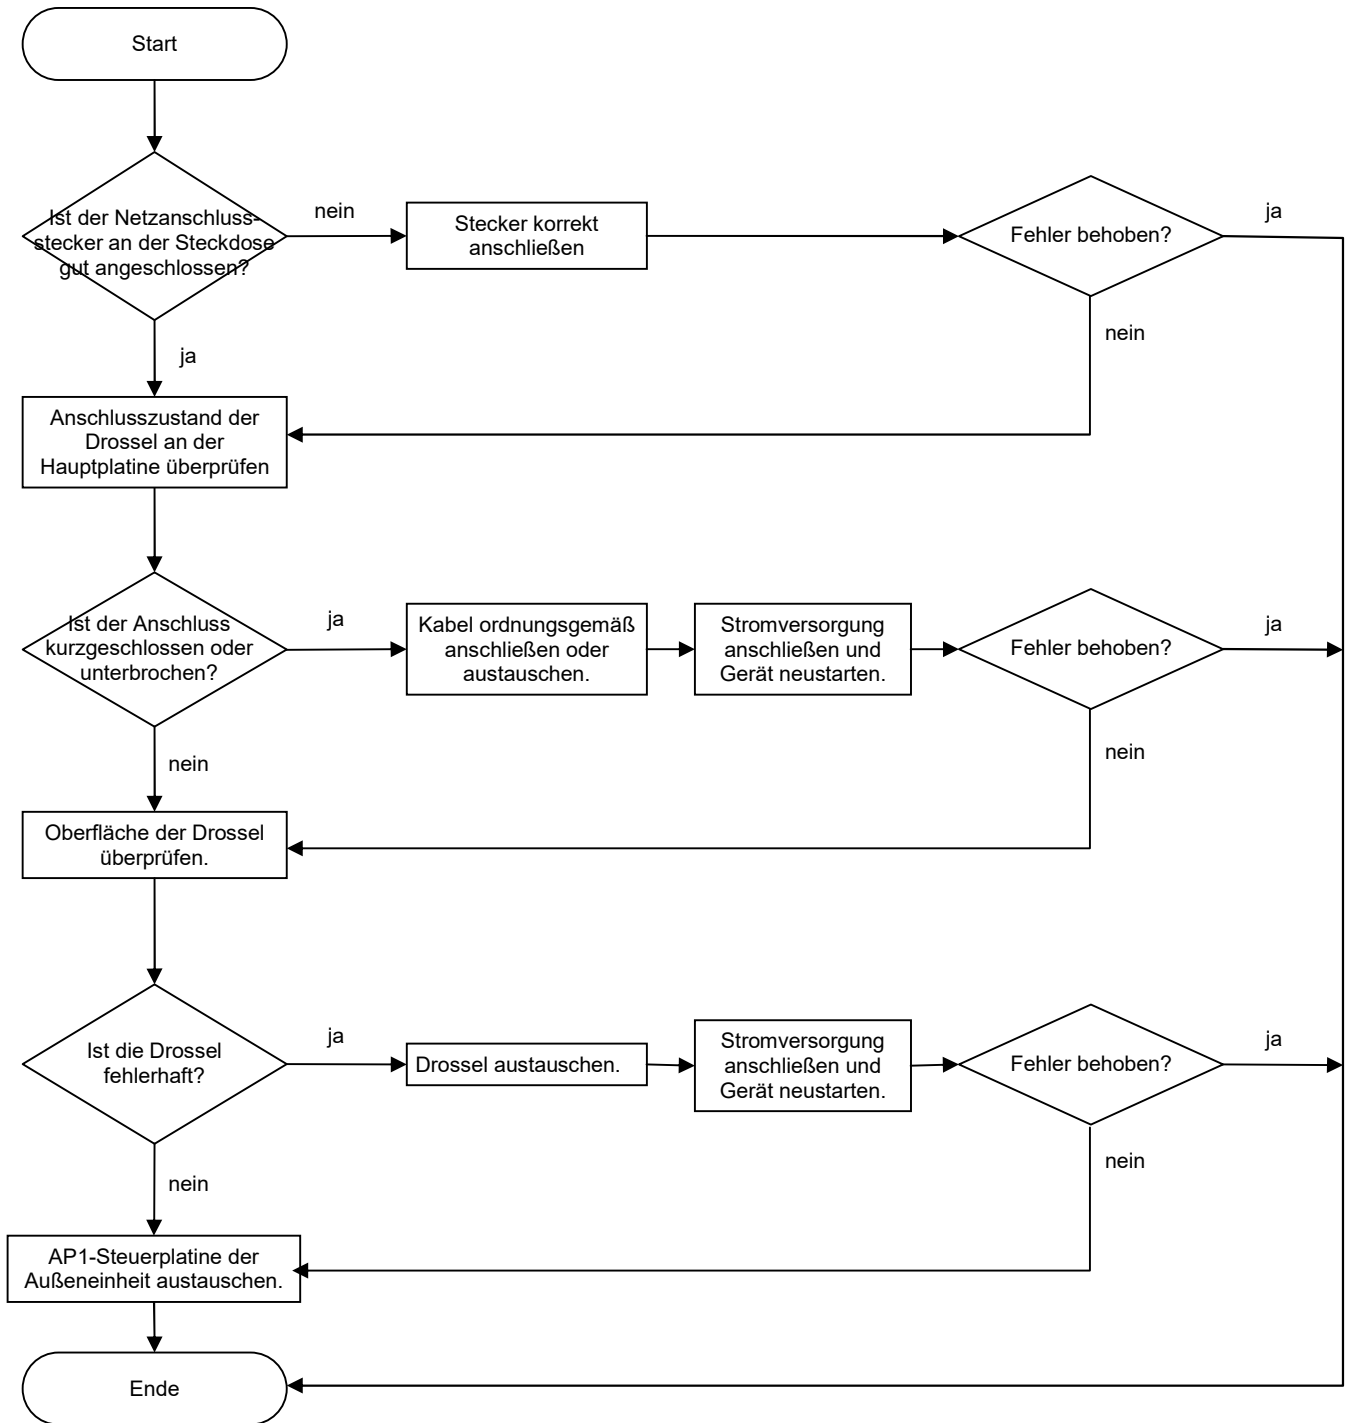 Start
Ist der Netzanschluss-
stecker an der Steckdose
gut angeschlossen?
nein
Stecker korrekt
anschließen
Fehler behoben?
ja
nein
ja
Anschlusszustand der
Drossel an der
Hauptplatine überprüfen
Ist der Anschluss
kurzgeschlossen oder
unterbrochen?
ja
Kabel ordnungsgemäß
anschließen oder
austauschen.
Stromversorgung
anschließen und
Gerät neustarten.
Fehler behoben?
ja
nein
nein
Oberfläche der Drossel
überprüfen.
Ist die Drossel
fehlerhaft?
ja
Drossel austauschen.
Stromversorgung
anschließen und
Gerät neustarten.
Fehler behoben?
ja
nein
nein
AP1-Steuerplatine der
Außeneinheit austauschen.
Ende